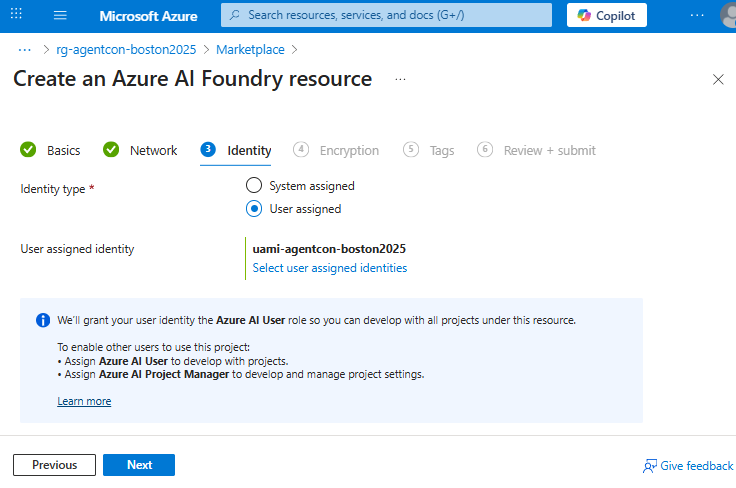 Microsoft Azure
Search resources, services, and docs (G+/)
Copilot
...
... > rg-agentcon-boston2025 > Marketplace >
Create an Azure AI Foundry resource ...
Basics
Network
3 Identity
4 Encryption
5 Tags
6 Review + submit
Identity type *
System assigned
User assigned
User assigned identity
uami-agentcon-boston2025
Select user assigned identities
We'll grant your user identity the Azure AI User role so you can develop with all projects under this resource.
To enable other users to use this project:
• Assign Azure AI User to develop with projects.
• Assign Azure AI Project Manager to develop and manage project settings.
Learn more
Previous
Next
Give feedback